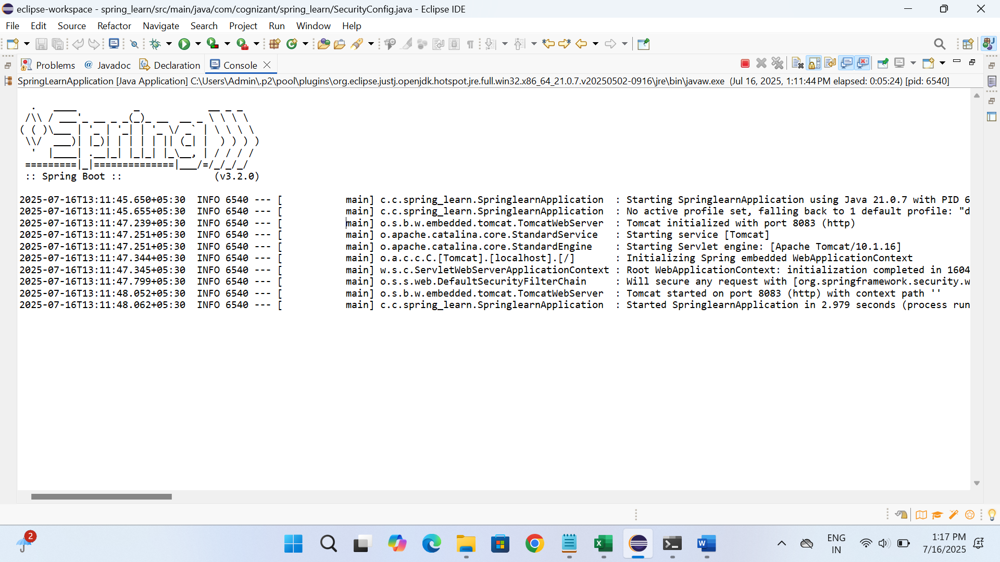 eclipse-workspace - spring_learn/src/main/java/com/cognizant/spring_learn/SecurityConfig.java - Eclipse IDE
File Edit Source Refactor Navigate Search Project Run Window Help
Problems @ Javadoc Declaration Console
SpringLearnApplication [Java Application] C:\Users\Admin\.p2\pool\plugins\org.eclipse.justj.openjdk.hotspot.jre.full.win32.x86_64_21.0.7.v20250502-0916\jre\bin\javaw.exe (Jul 16, 2025, 1:11:44 PM elapsed: 0:05:24) [pid: 6540]
Spring
:: Spring Boot :: (v3.2.0)
2025-07-16T13:11:45.650+05:30 INFO 6540 --- [ main] c.c.spring_learn.SpringlearnApplication : Starting SpringlearnApplication using Java 21.0.7 with PID 6
2025-07-16T13:11:45.655+05:30 INFO 6540 --- [ main] c.c.spring_learn.SpringlearnApplication : No active profile set, falling back to 1 default profile: "d
2025-07-16T13:11:47.239+05:30 INFO 6540 --- [ main] o.s.b.w.embedded.tomcat.TomcatWebServer : Tomcat initialized with port 8083 (http)
2025-07-16T13:11:47.251+05:30 INFO 6540 --- [ main] o.apache.catalina.core.StandardService : Starting service [Tomcat]
2025-07-16T13:11:47.251+05:30 INFO 6540 --- [ main] o.apache.catalina.core.StandardEngine : Starting Servlet engine: [Apache Tomcat/10.1.16]
2025-07-16T13:11:47.344+05:30 INFO 6540 --- [ main] o.a.c.c.C.[Tomcat].[localhost].[/] : Initializing Spring embedded WebApplicationContext
2025-07-16T13:11:47.345+05:30 INFO 6540 --- [ main] w.s.c.ServletWebServerApplicationContext : Root WebApplicationContext: initialization completed in 1604
2025-07-16T13:11:47.799+05:30 INFO 6540 --- [ main] o.s.s.web.DefaultSecurityFilterChain : Will secure any request with [org.springframework.security.w
2025-07-16T13:11:48.052+05:30 INFO 6540 --- [ main] o.s.b.w.embedded.tomcat.TomcatWebServer : Tomcat started on port 8083 (http) with context path ''
2025-07-16T13:11:48.062+05:30 INFO 6540 --- [ main] c.c.spring_learn.SpringlearnApplication : Started SpringlearnApplication in 2.979 seconds (process run
2
ENG
IN
1:17 PM
7/16/2025